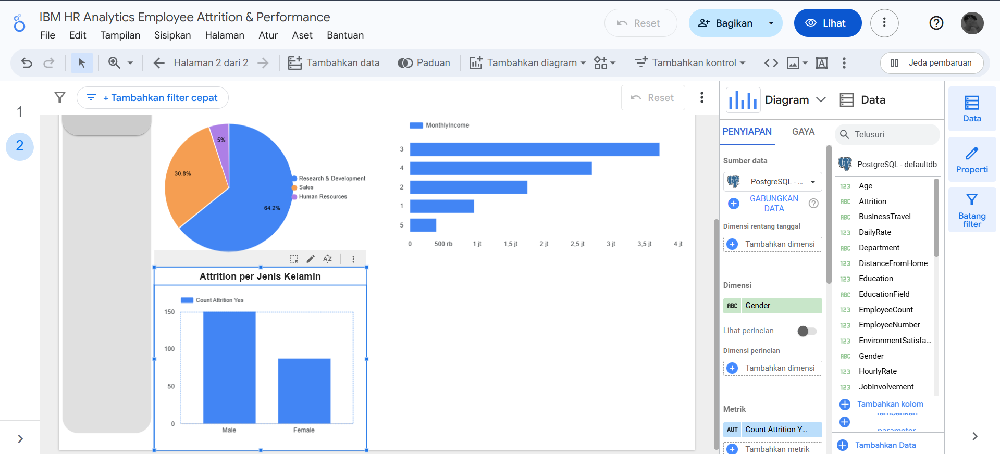 IBM HR Analytics Employee Attrition & Performance
File Edit Tampilan Sisipkan Halaman Atur Aset Bantuan
Reset
Bagikan
Lihat
Halaman 2 dari 2
Tambahkan data
Paduan
Tambahkan diagram
Tambahkan kontrol
Jeda pembaruan
1
2
+ Tambahkan filter cepat
Reset
5%
30.8%
64.2%
Research & Development
Sales
Human Resources
MonthlyIncome
3
4
2
1
5
0 500 rb 1 jt 1,5 jt 2 jt 2,5 jt 3 jt 3,5 jt 4 jt
AZ
Attrition per Jenis Kelamin
Count Attrition Yes
150
100
50
0
Male Female
Diagram
PENYIAPAN GAYA
Sumber data
PostgreSQL - ...
GABUNGKAN
DATA
Dimensi rentang tanggal
Tambahkan dimensi
Dimensi
ABC Gender
Lihat perincian
Dimensi perincian
Tambahkan dimensi
Metrik
AUT Count Attrition Y...
Tambahkan metrik
Data
Telusuri
PostgreSQL - defaultdb
123 Age
ABC Attrition
ABC BusinessTravel
123 DailyRate
ABC Department
123 DistanceFromHome
123 Education
ABC EducationField
123 EmployeeCount
123 EmployeeNumber
123 EnvironmentSatisfa...
ABC Gender
123 HourlyRate
123 JobInvolvement
Tambahkan kolom
Tambahkan
parameter
Tambahkan Data
Data
Properti
Batang
filter